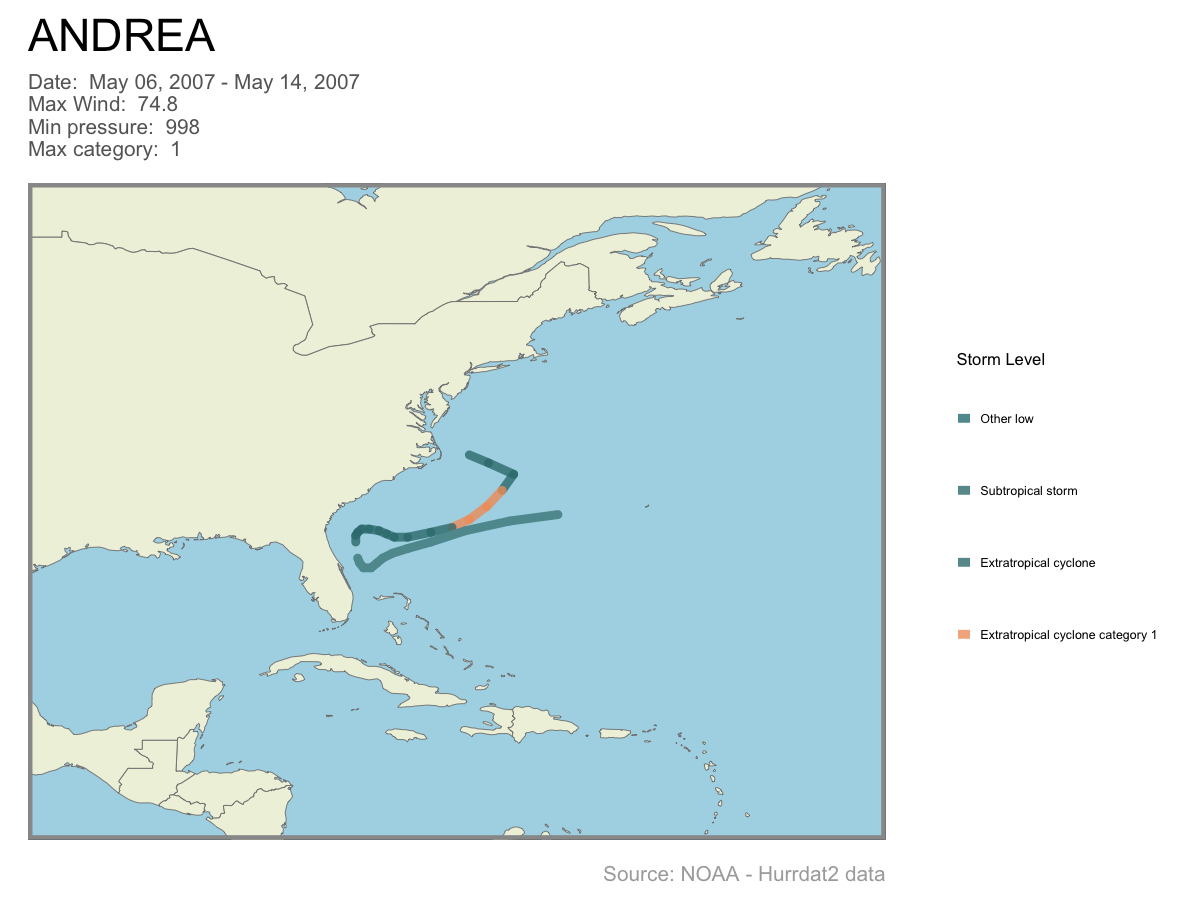 ANDREA
Date:  May 06, 2007 - May 14, 2007
Max Wind:  74.8
Min pressure:  998
Max category:  1
Storm Level
Other low
Subtropical storm
Extratropical cyclone
Extratropical cyclone category 1
Source: NOAA - Hurrdat2 data